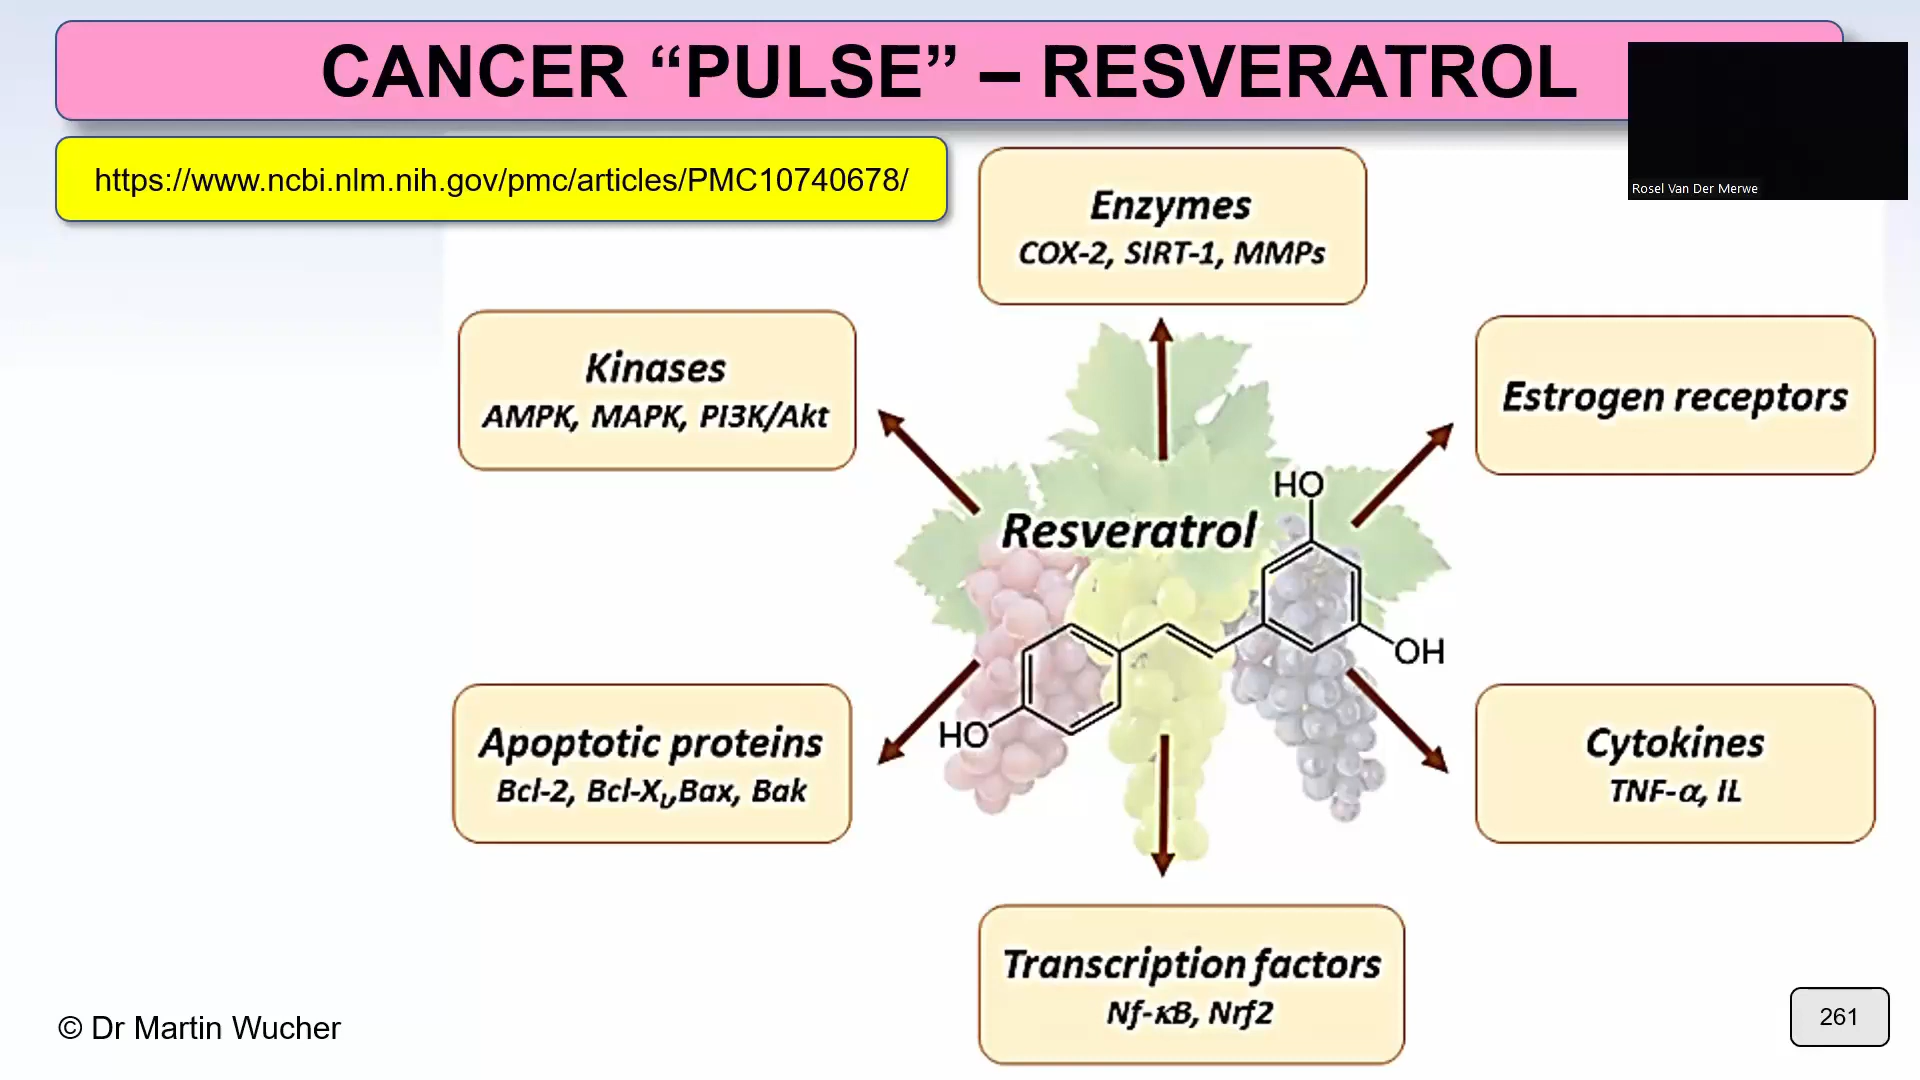 CANCER “PULSE” – RESVERATROL
Rosel Van Der Merwe
https://www.ncbi.nlm.nih.gov/pmc/articles/PMC10740678/
Enzymes
COX-2, SIRT-1, MMPs
Kinases
AMPK, MAPK, PI3K/Akt
Estrogen receptors
Resveratrol
HO
OH
HO
Apoptotic proteins
Bcl-2, Bcl-XL,Bax, Bak
Cytokines
TNF-α, IL
Transcription factors
Nf-κB, Nrf2
© Dr Martin Wucher
261